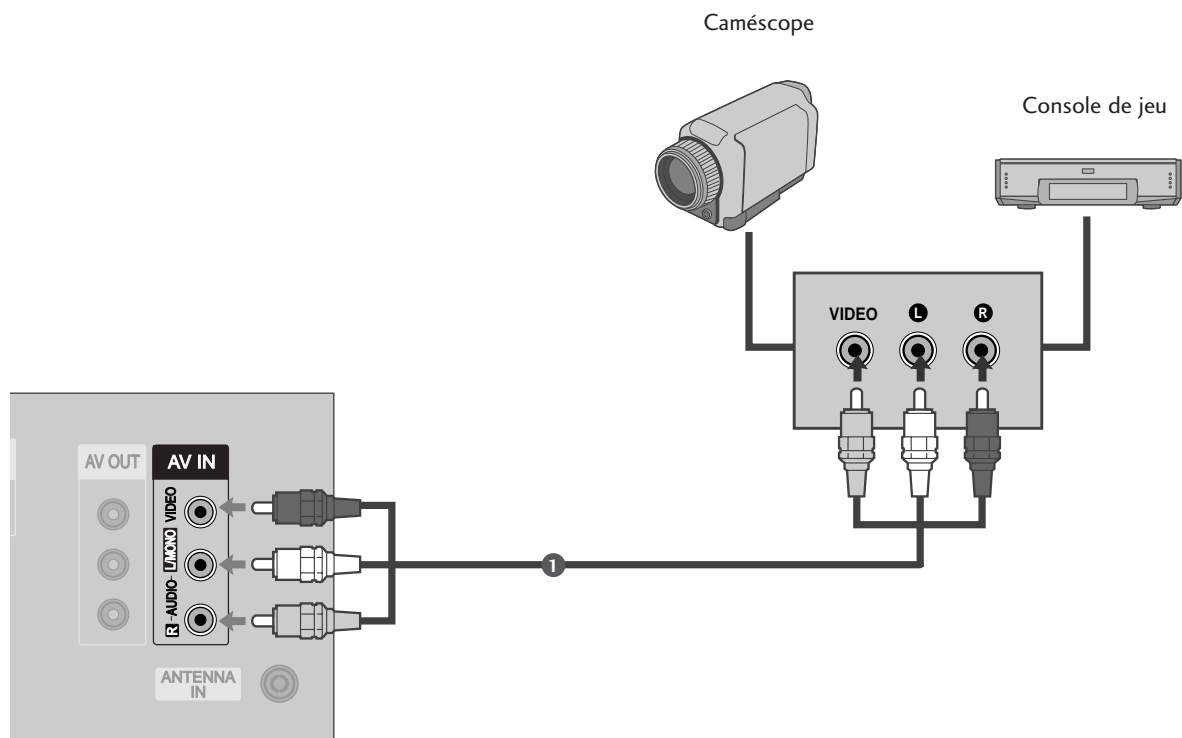 Caméscope
Console de jeu
VIDEO L R
AV OUT
AV IN
VIDEO
L/MONO
R -AUDIO-
1
ANTENNA
IN